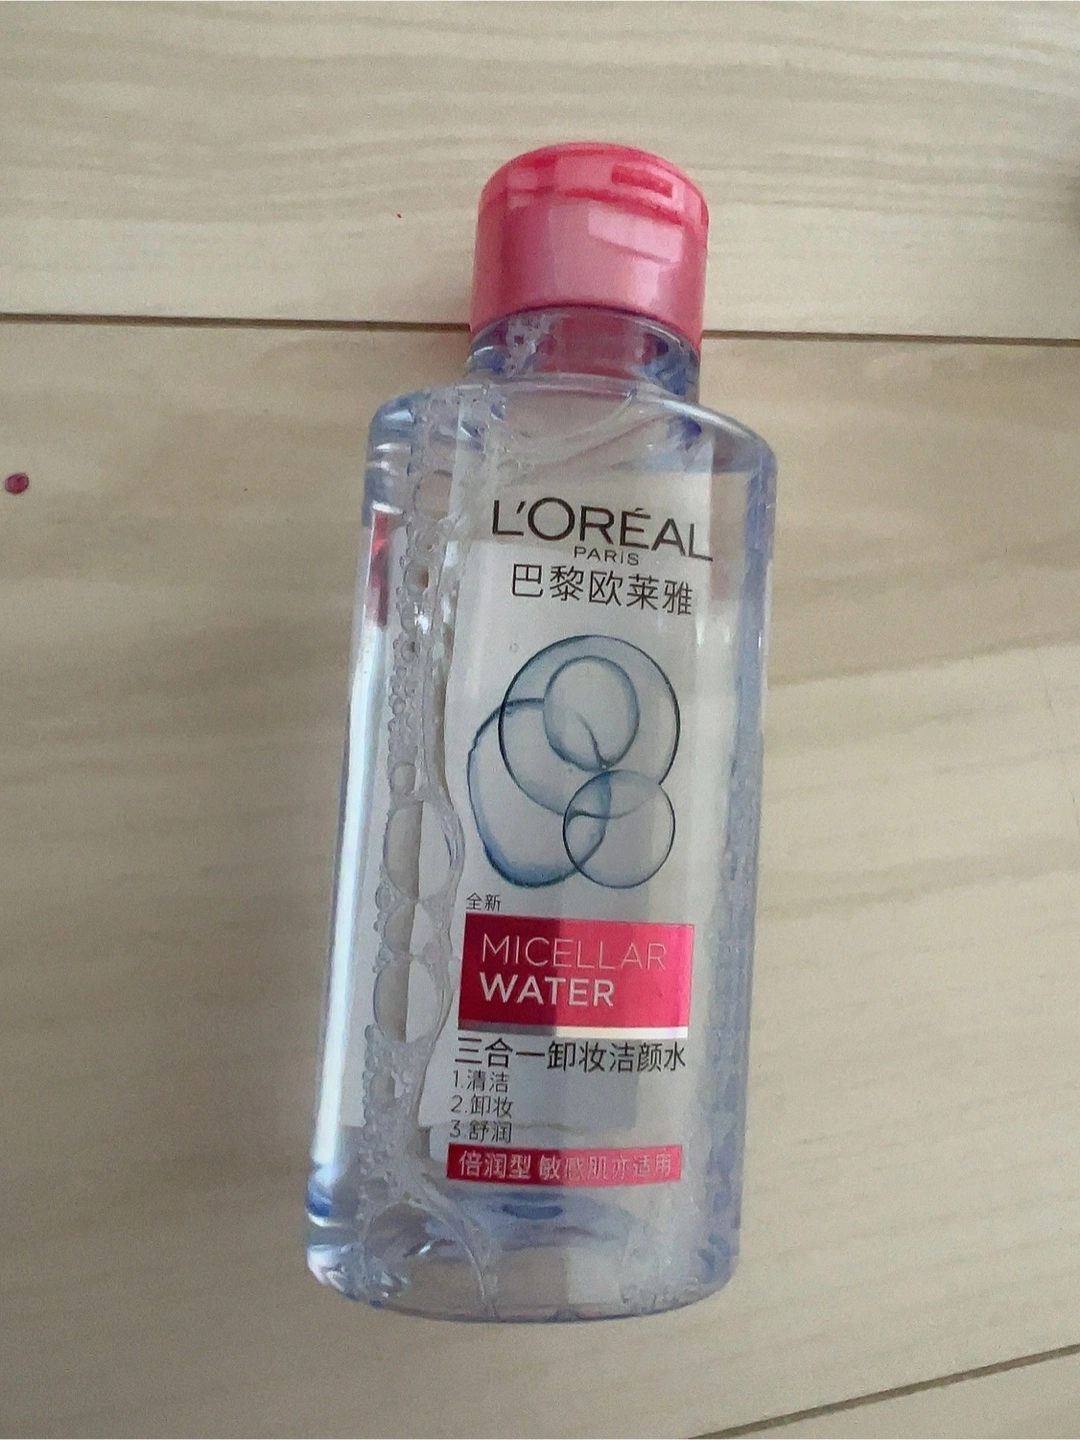 L'ORÉAL
PARIS
巴黎欧莱雅
全新
MICELLAR
WATER
三合一卸妆洁颜水
1.清洁
2.卸妆
3.舒润
倍润型 敏感肌亦适用